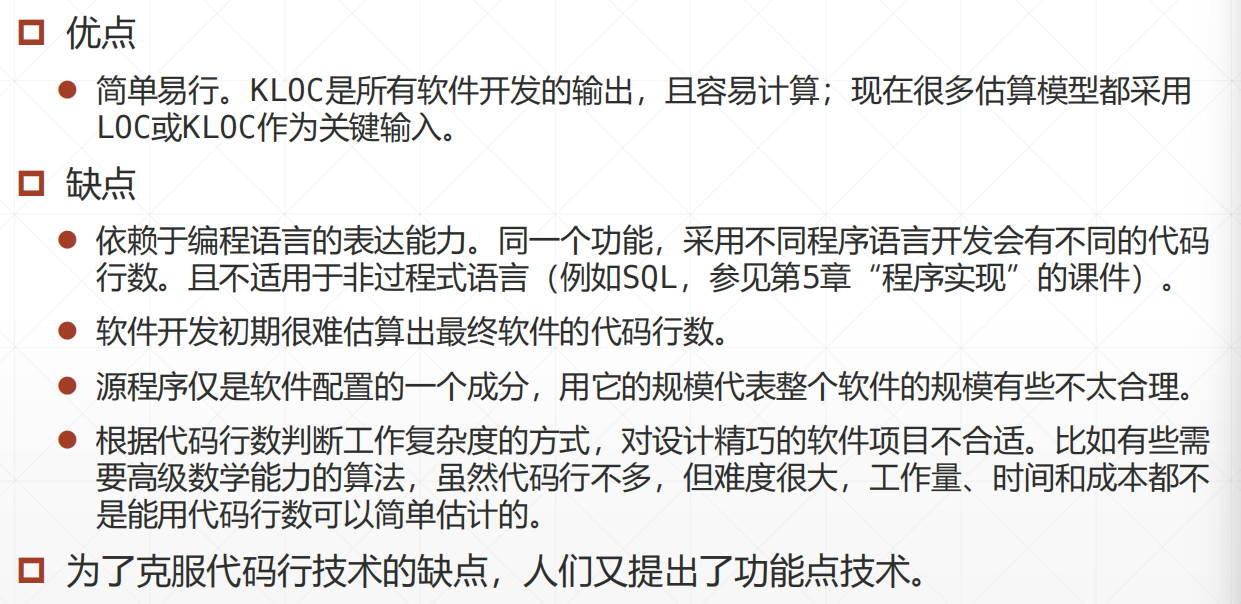 优点
简单易行。KLOC是所有软件开发的输出，且容易计算；现在很多估算模型都采用
LOC或KLOC作为关键输入。
缺点
依赖于编程语言的表达能力。同一个功能，采用不同程序语言开发会有不同的代码
行数。且不适用于非过程式语言（例如SQL，参见第5章“程序实现”的课件）。
软件开发初期很难估算出最终软件的代码行数。
源程序仅是软件配置的一个成分，用它的规模代表整个软件的规模有些不太合理。
根据代码行数判断工作复杂度的方式，对设计精巧的软件项目不合适。比如有些需
要高级数学能力的算法，虽然代码行不多，但难度很大，工作量、时间和成本都不
是能用代码行数可以简单估计的。
为了克服代码行技术的缺点，人们又提出了功能点技术。